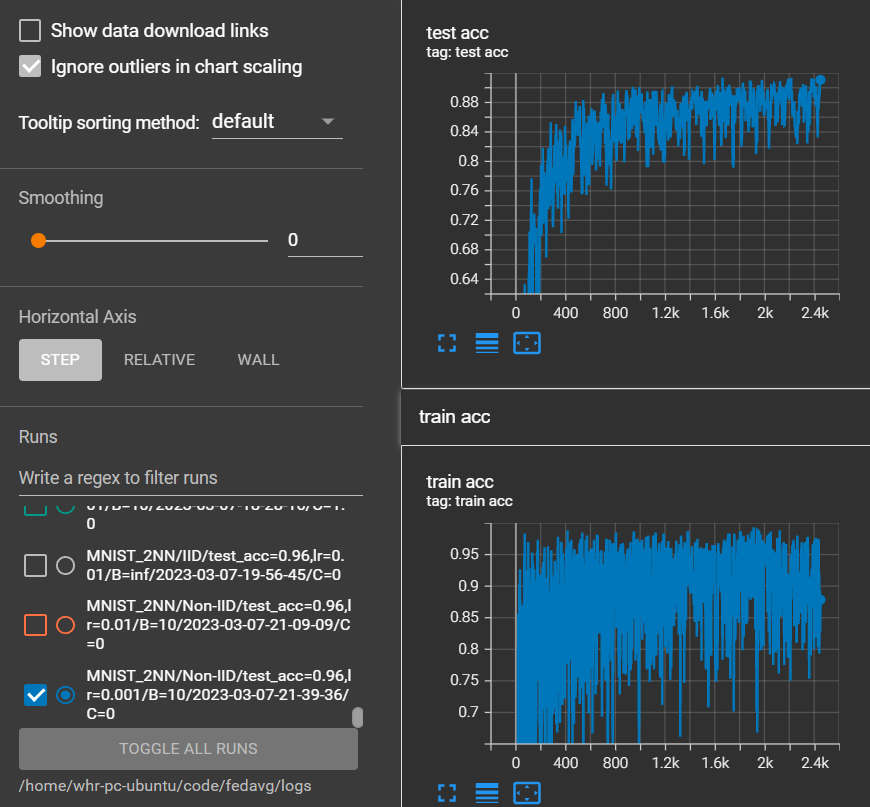 Show data download links
Ignore outliers in chart scaling
Tooltip sorting method: default
Smoothing
0
Horizontal Axis
STEP RELATIVE WALL
Runs
Write a regex to filter runs
0
MNIST_2NN/IID/test_acc=0.96,lr=0.
01/B=inf/2023-03-07-19-56-45/C=0
MNIST_2NN/Non-IID/test_acc=0.96,l
r=0.01/B=10/2023-03-07-21-09-09/C
=0
MNIST_2NN/Non-IID/test_acc=0.96,l
r=0.001/B=10/2023-03-07-21-39-36/
C=0
TOGGLE ALL RUNS
/home/whr-pc-ubuntu/code/fedavg/logs
test acc
tag: test acc
0.88
0.84
0.8
0.76
0.72
0.68
0.64
0 400 800 1.2k 1.6k 2k 2.4k
train acc
train acc
tag: train acc
0.95
0.9
0.85
0.8
0.75
0.7
0 400 800 1.2k 1.6k 2k 2.4k